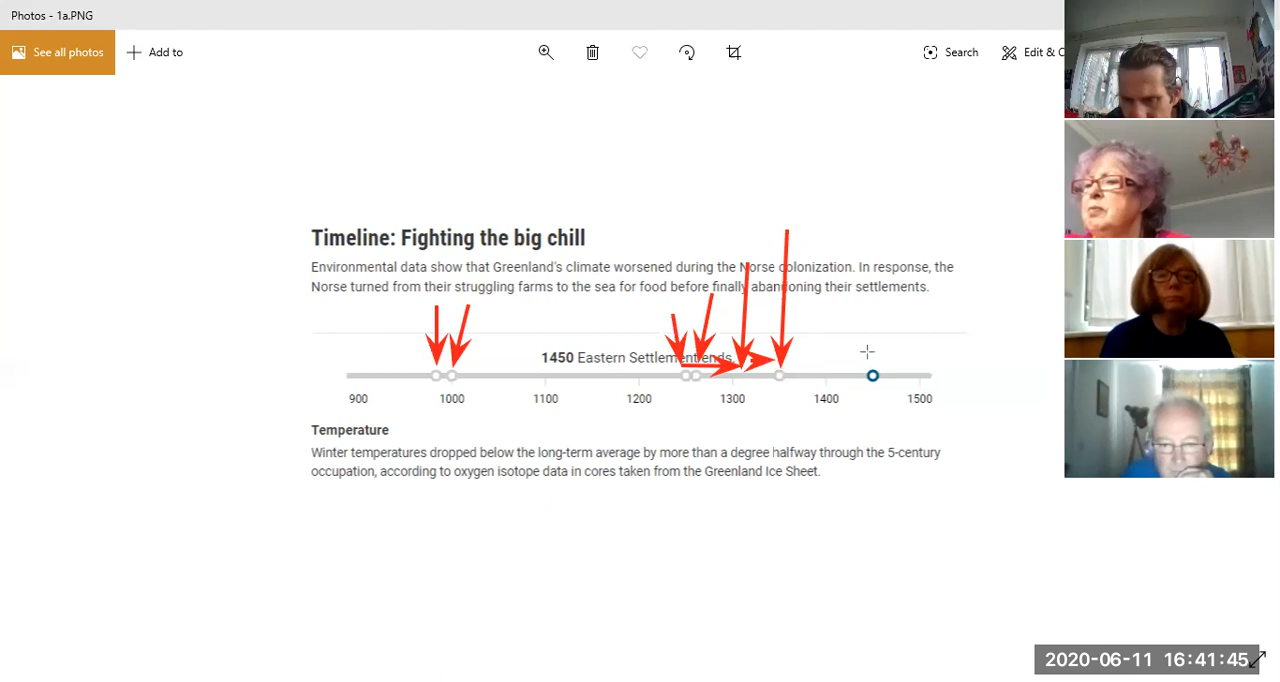 Photos - 1a.PNG
See all photos
Add to
Search
Edit & C
Timeline: Fighting the big chill
Environmental data show that Greenland's climate worsened during the Norse colonization. In response, the
Norse turned from their struggling farms to the sea for food before finally abandoning their settlements.
1450 Eastern Settlement ends.
900 1000 1100 1200 1300 1400 1500
Temperature
Winter temperatures dropped below the long-term average by more than a degree halfway through the 5-century
occupation, according to oxygen isotope data in cores taken from the Greenland Ice Sheet.
2020-06-11 16:41:45